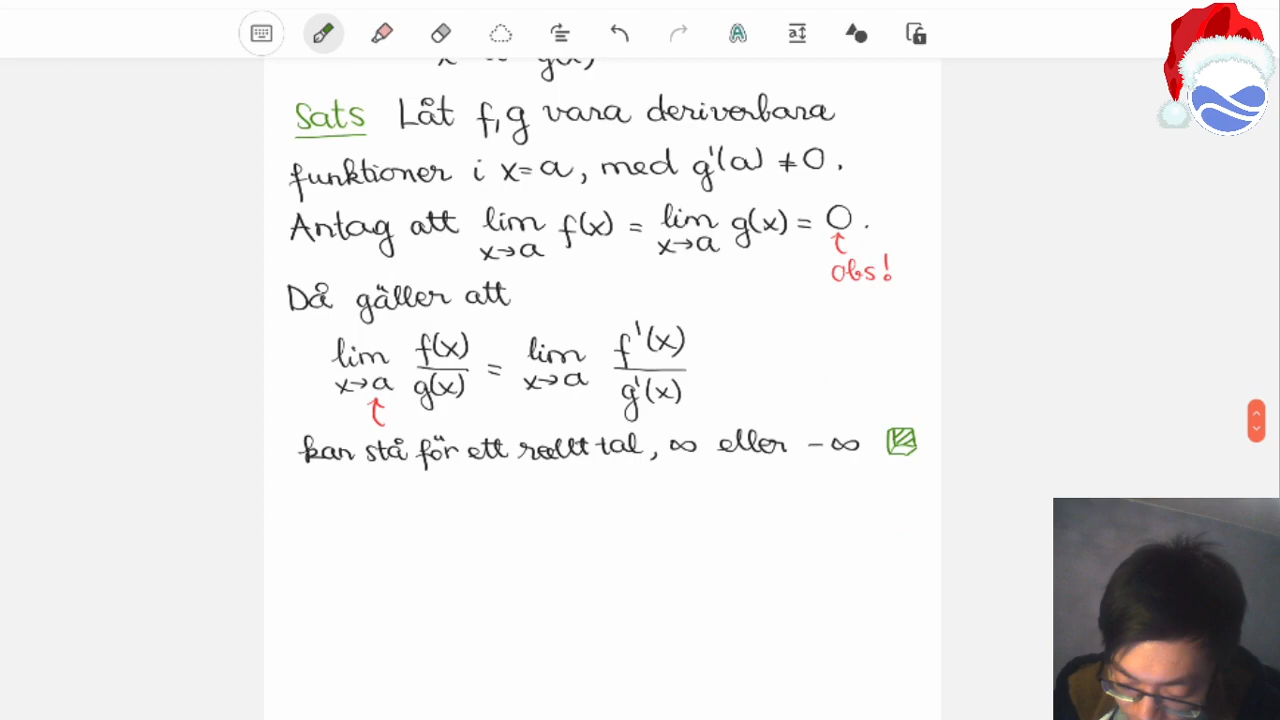 Sats Låt f, g vara deriverbara
funktioner i x=a, med g'(a) ≠ 0.
Antag att lim x→a f(x) = lim x→a g(x) = 0.
obs!
Då gäller att
lim x→a f(x)/g(x) = lim x→a f'(x)/g'(x)
kan stå för ett reellt tal, ∞ eller -∞